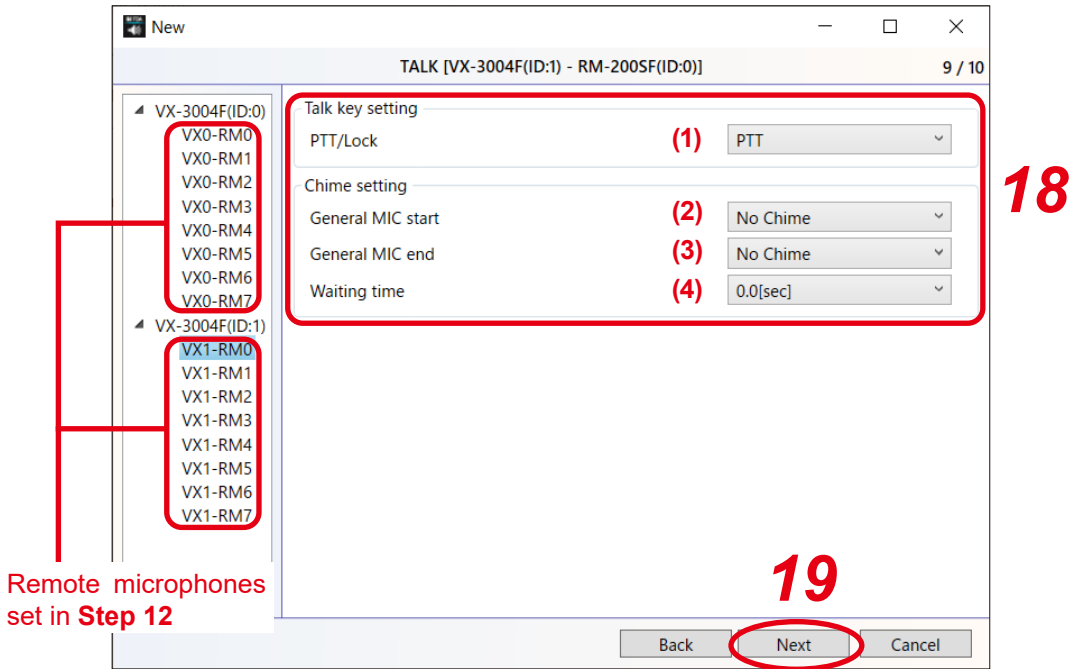 New
TALK [VX-3004F(ID:1) - RM-200SF(ID:0)]
9 / 10
VX-3004F(ID:0)
VX0-RM0
VX0-RM1
VX0-RM2
VX0-RM3
VX0-RM4
VX0-RM5
VX0-RM6
VX0-RM7
VX-3004F(ID:1)
VX1-RM0
VX1-RM1
VX1-RM2
VX1-RM3
VX1-RM4
VX1-RM5
VX1-RM6
VX1-RM7
Talk key setting
PTT/Lock (1) PTT
Chime setting
General MIC start (2) No Chime
General MIC end (3) No Chime
Waiting time (4) 0.0[sec]
18
Remote microphones
set in Step 12
19
Back Next Cancel